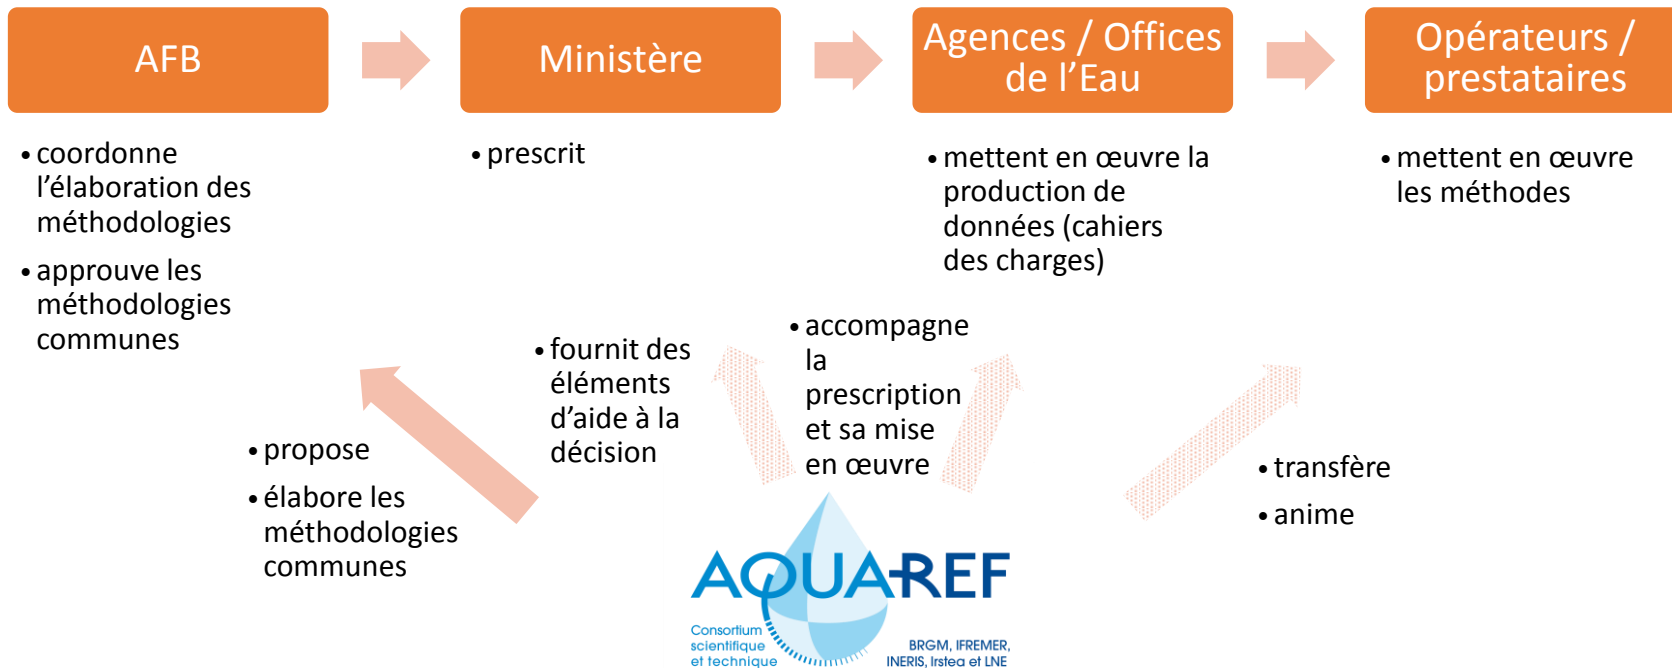 AFB
Ministère
Agences / Offices
de l’Eau
Opérateurs /
prestataires
• coordonne
l’élaboration des
méthodologies
• approuve les
méthodologies
communes
• prescrit
• mettent en œuvre la
production de
données (cahiers
des charges)
• mettent en œuvre
les méthodes
• propose
• élabore les
méthodologies
communes
• fournit des
éléments
d’aide à la
décision
• accompagne
la
prescription
et sa mise
en œuvre
• transfère
• anime
AQUAREF
Consortium
scientifique
et technique
BRGM, IFREMER,
INERIS, Irstea et LNE